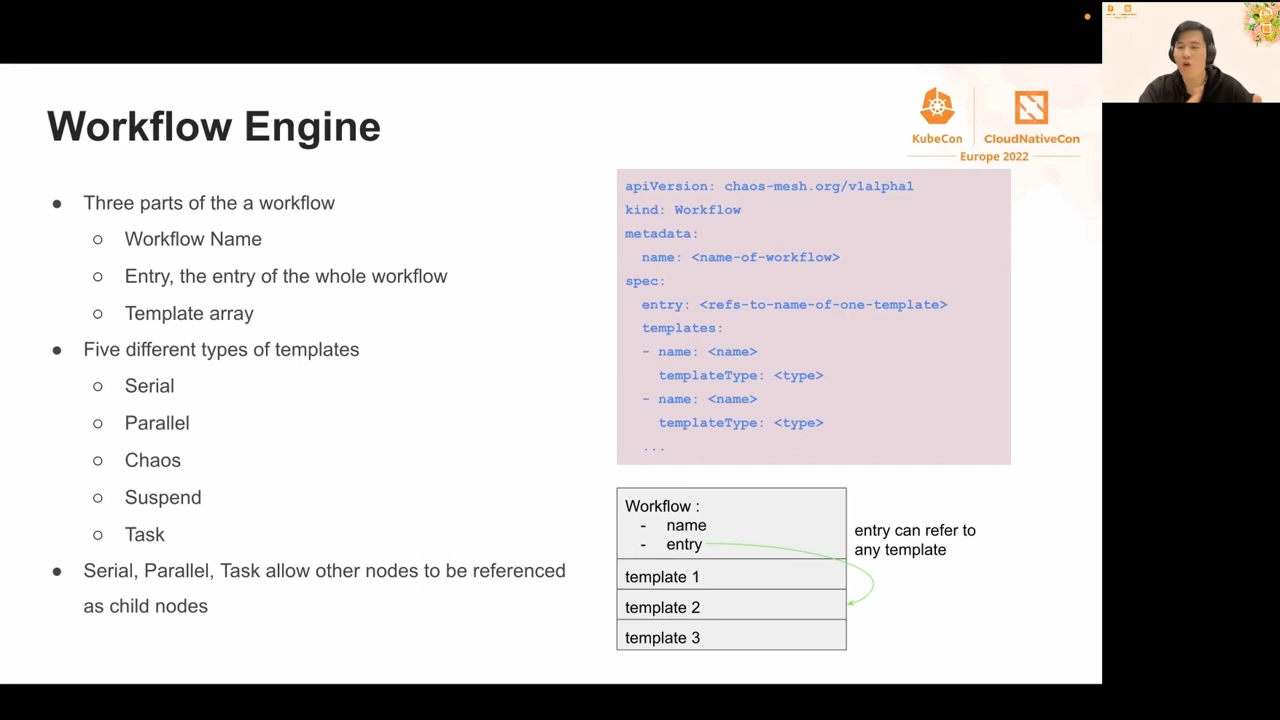 Workflow Engine
KubeCon
CloudNativeCon
Europe 2022
● Three parts of the a workflow
○ Workflow Name
○ Entry, the entry of the whole workflow
○ Template array
● Five different types of templates
○ Serial
○ Parallel
○ Chaos
○ Suspend
○ Task
● Serial, Parallel, Task allow other nodes to be referenced
as child nodes
apiVersion: chaos-mesh.org/v1alpha1
kind: Workflow
metadata:
name: <name-of-workflow>
spec:
entry: <refs-to-name-of-one-template>
templates:
- name: <name>
templateType: <type>
- name: <name>
templateType: <type>
...
Workflow :
- name
- entry
template 1
template 2
template 3
entry can refer to
any template